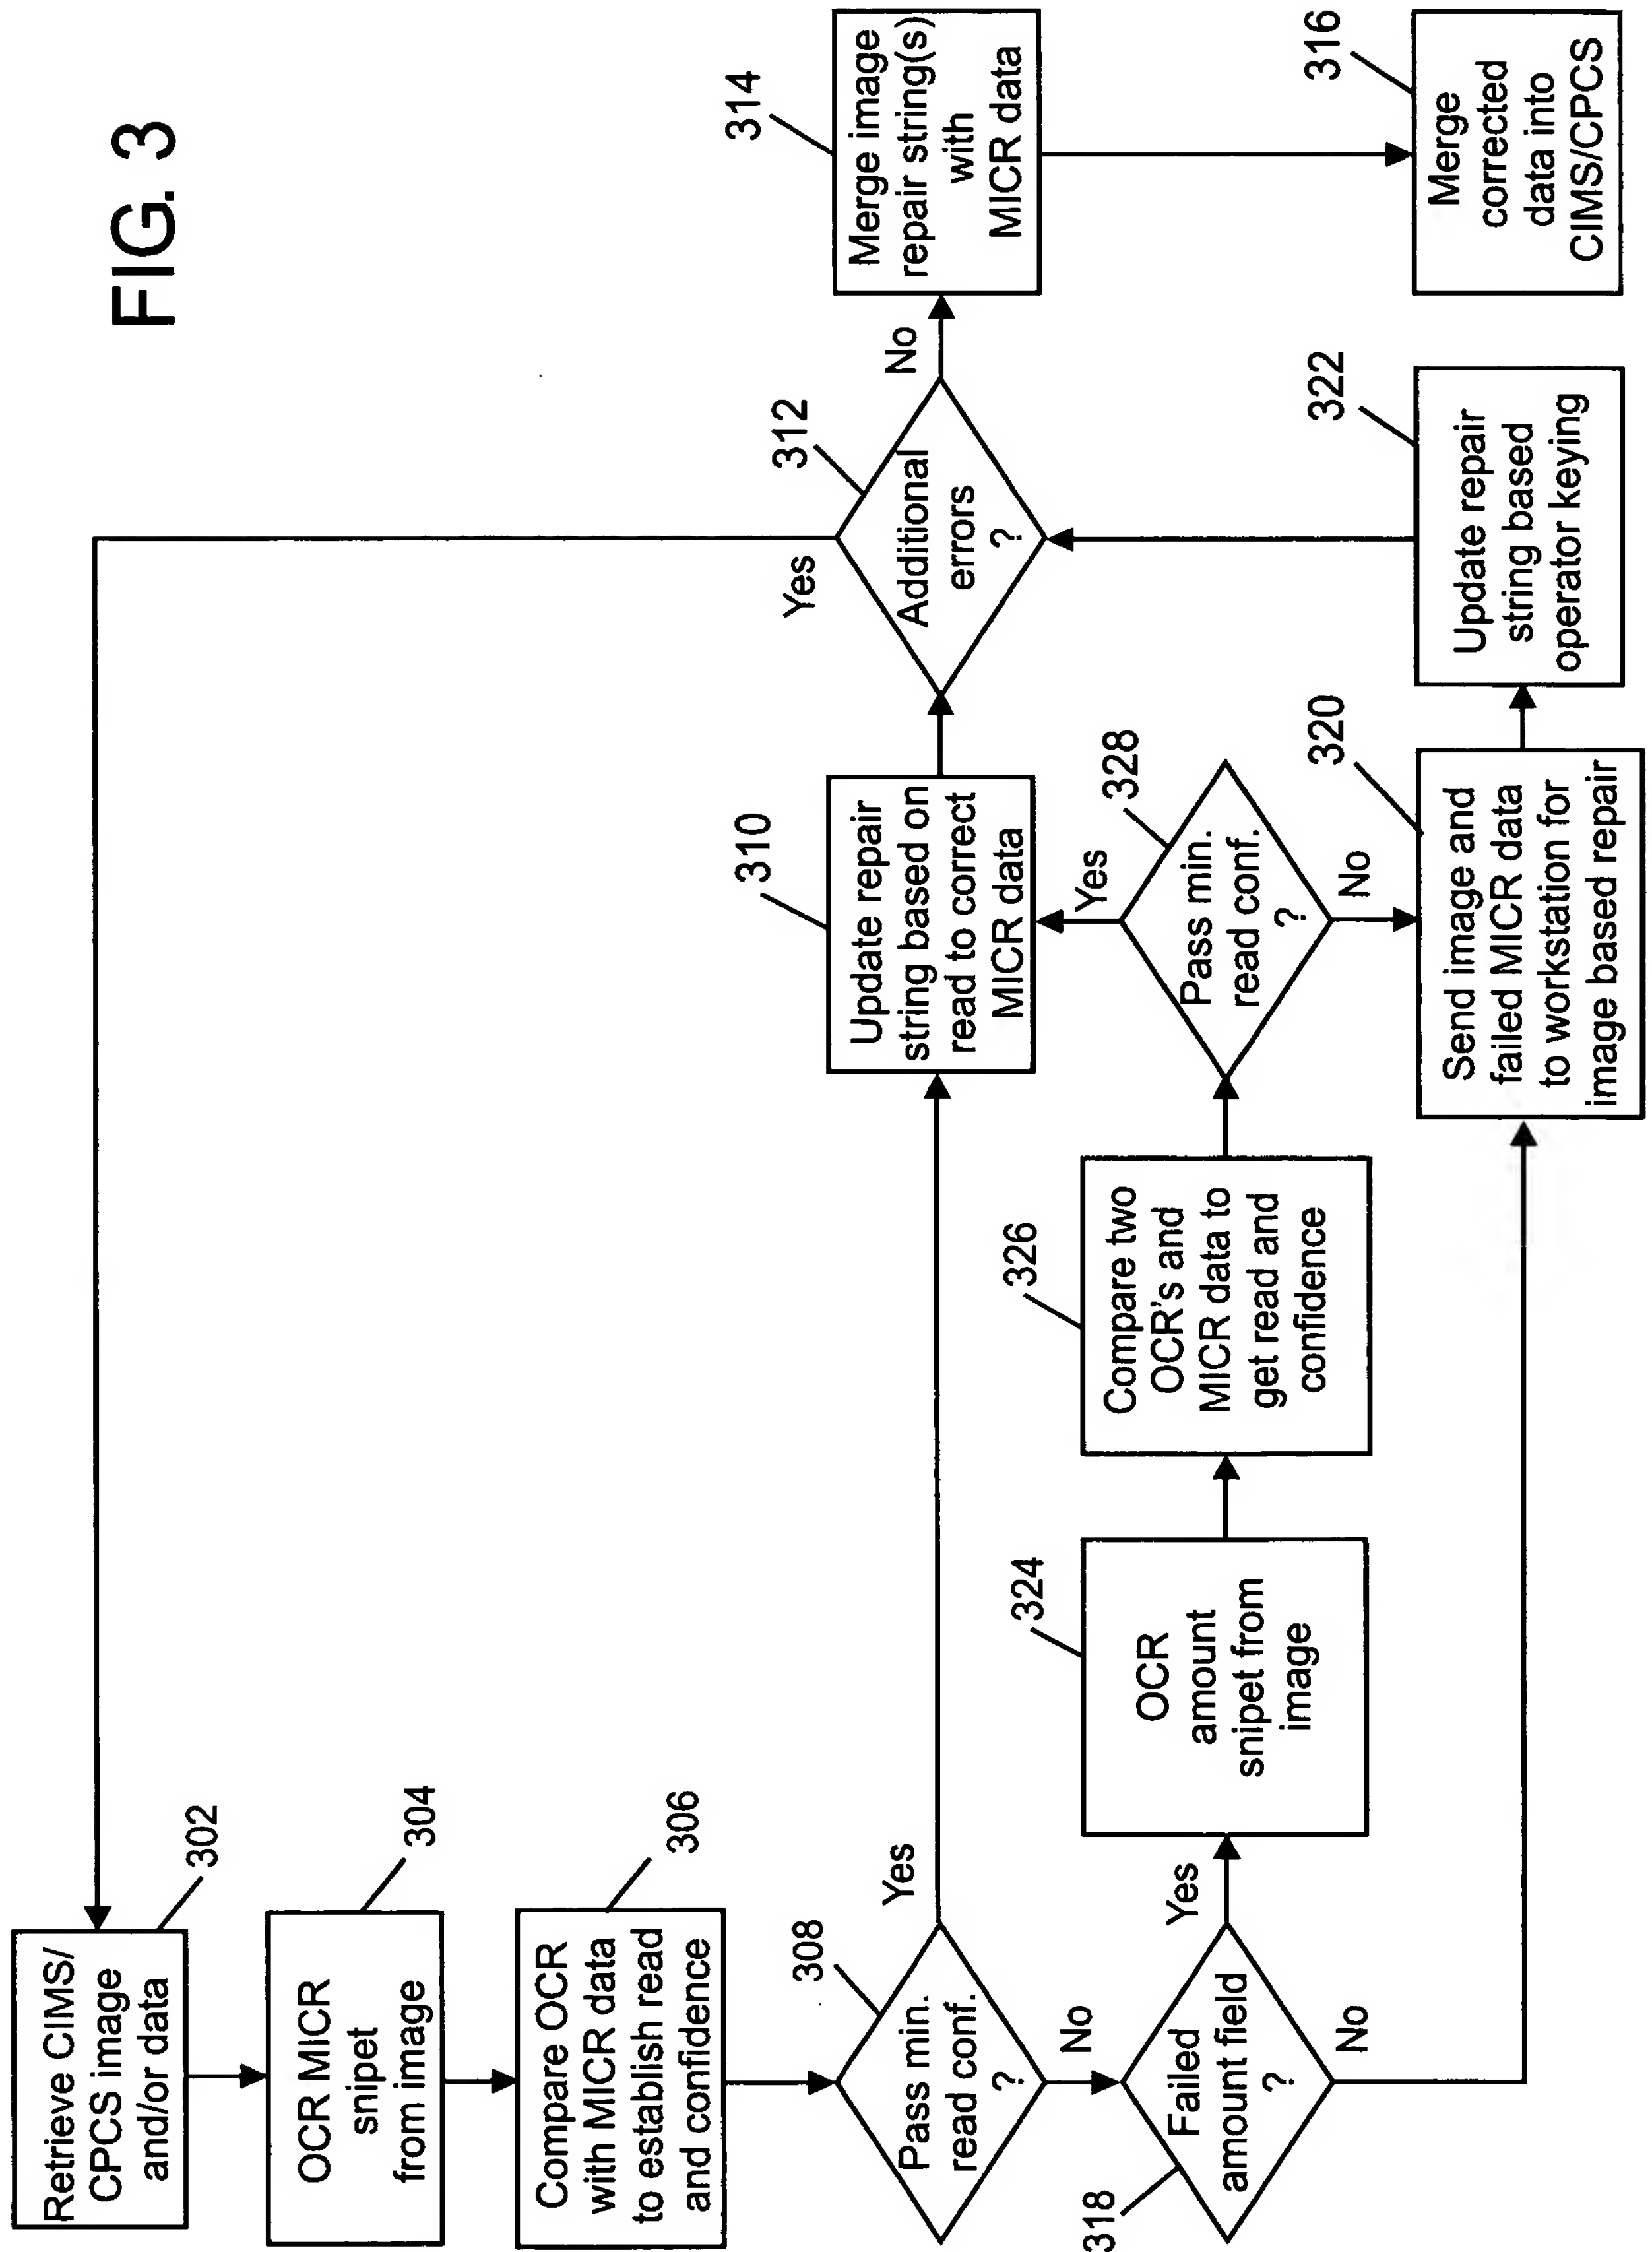 FIG. 3
302
Retrieve CIMS/
CPCS image
and/or data
304
OCR MICR
snippet
from image
306
Compare OCR
with MICR data
to establish read
and confidence
308
Pass min.
read conf.
?
Yes
No
310
Update repair
string based on
read to correct
MICR data
312
Additional
errors
?
Yes
No
314
Merge image
repair string(s)
with
MICR data
316
Merge
corrected
data into
CIMS/CPCS
318
Failed
amount field
?
Yes
No
324
OCR
amount
snippet from
image
326
Compare two
OCR's and
MICR data to
get read and
confidence
328
Pass min.
read conf.
?
Yes
No
320
Send image and
failed MICR data
to workstation for
image based repair
322
Update repair
string based
operator keying